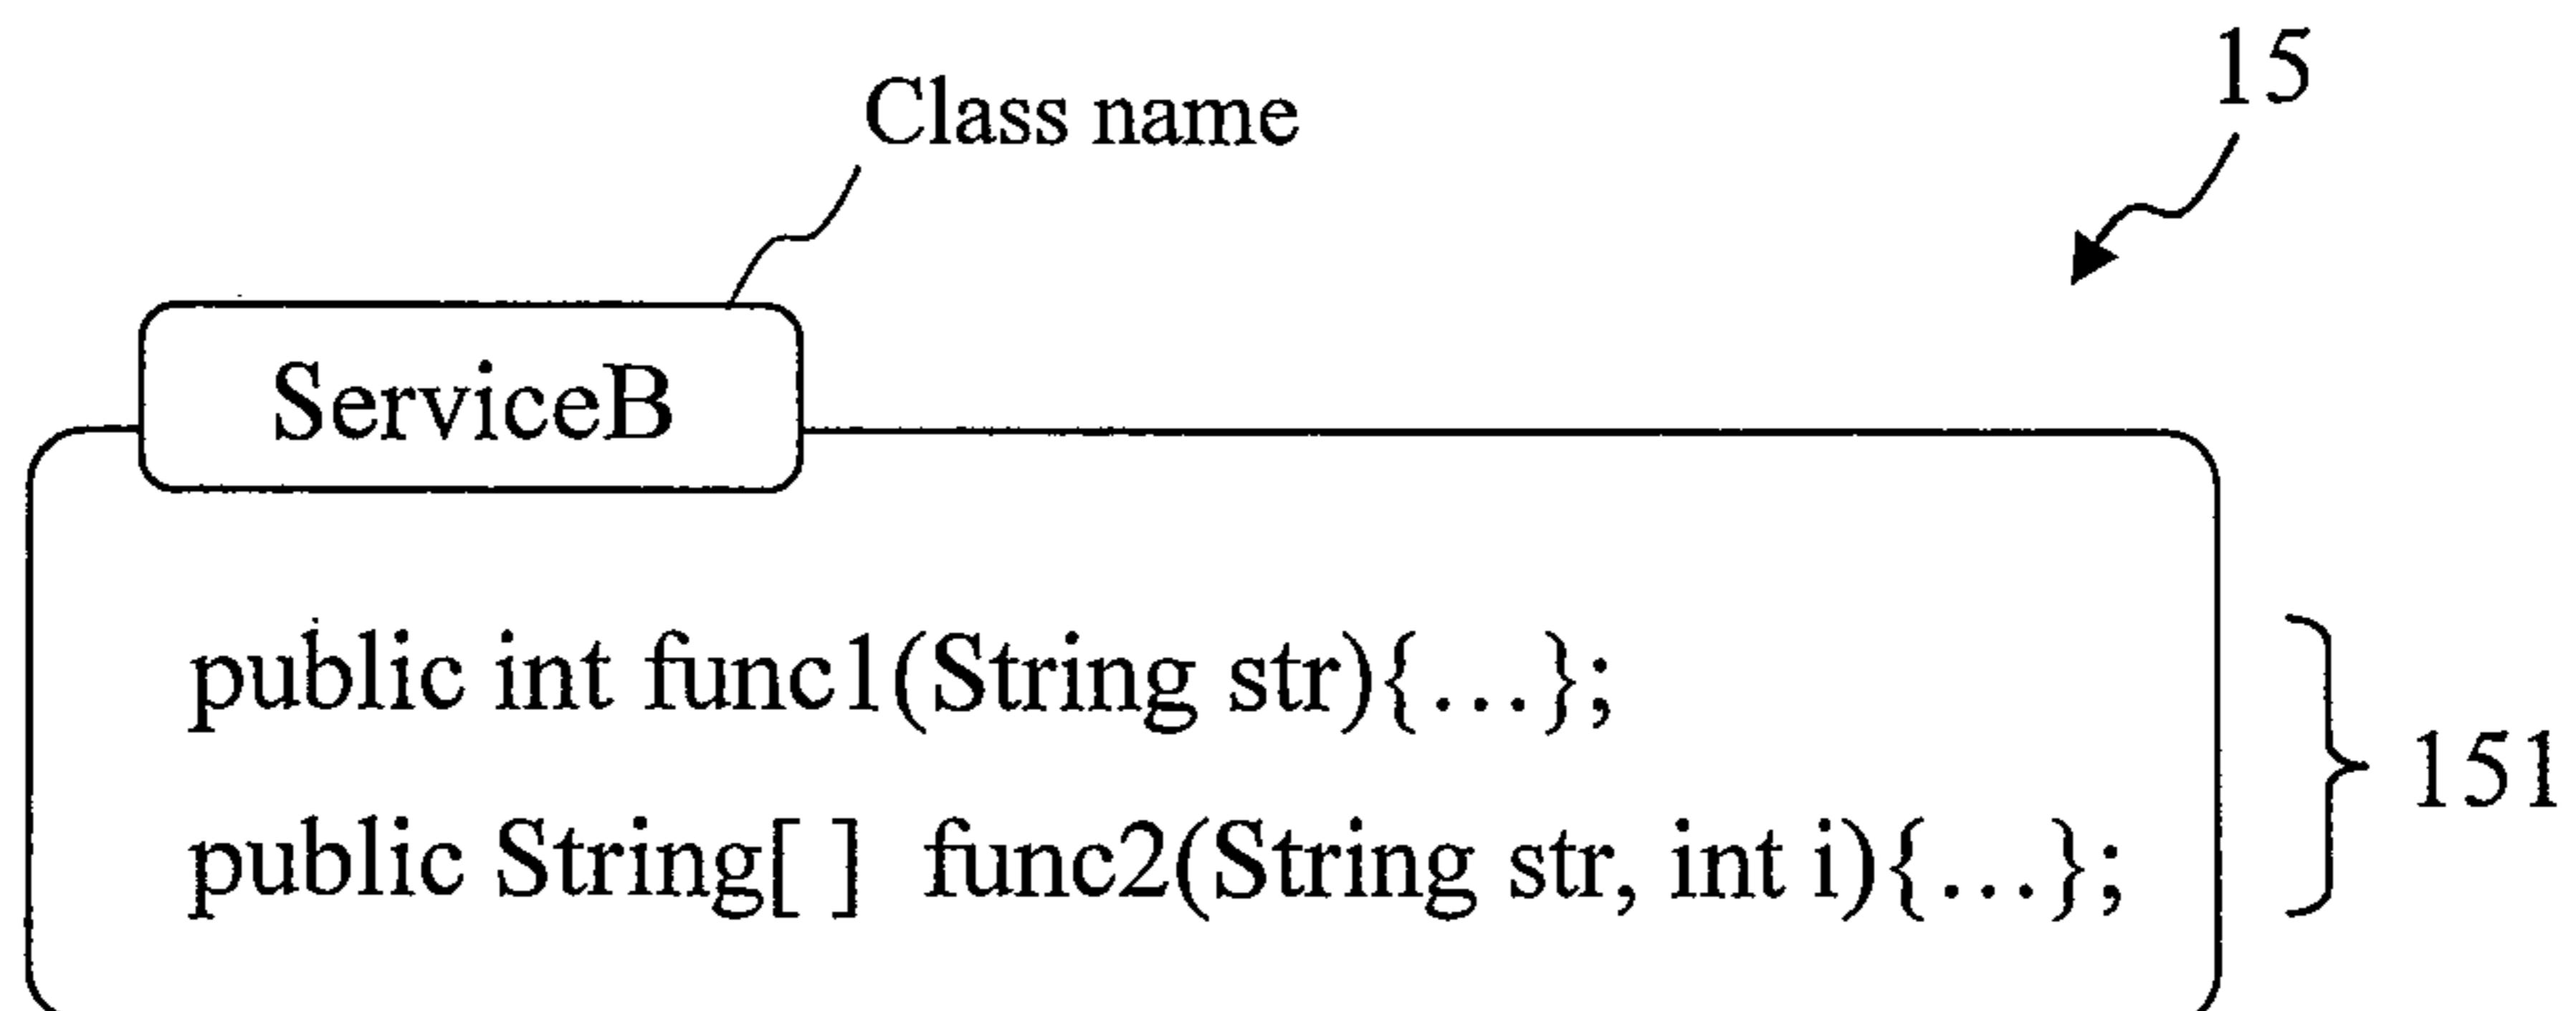 15
Class name
ServiceB
public int func1(String str){...};
public String[ ] func2(String str, int i){...};
151